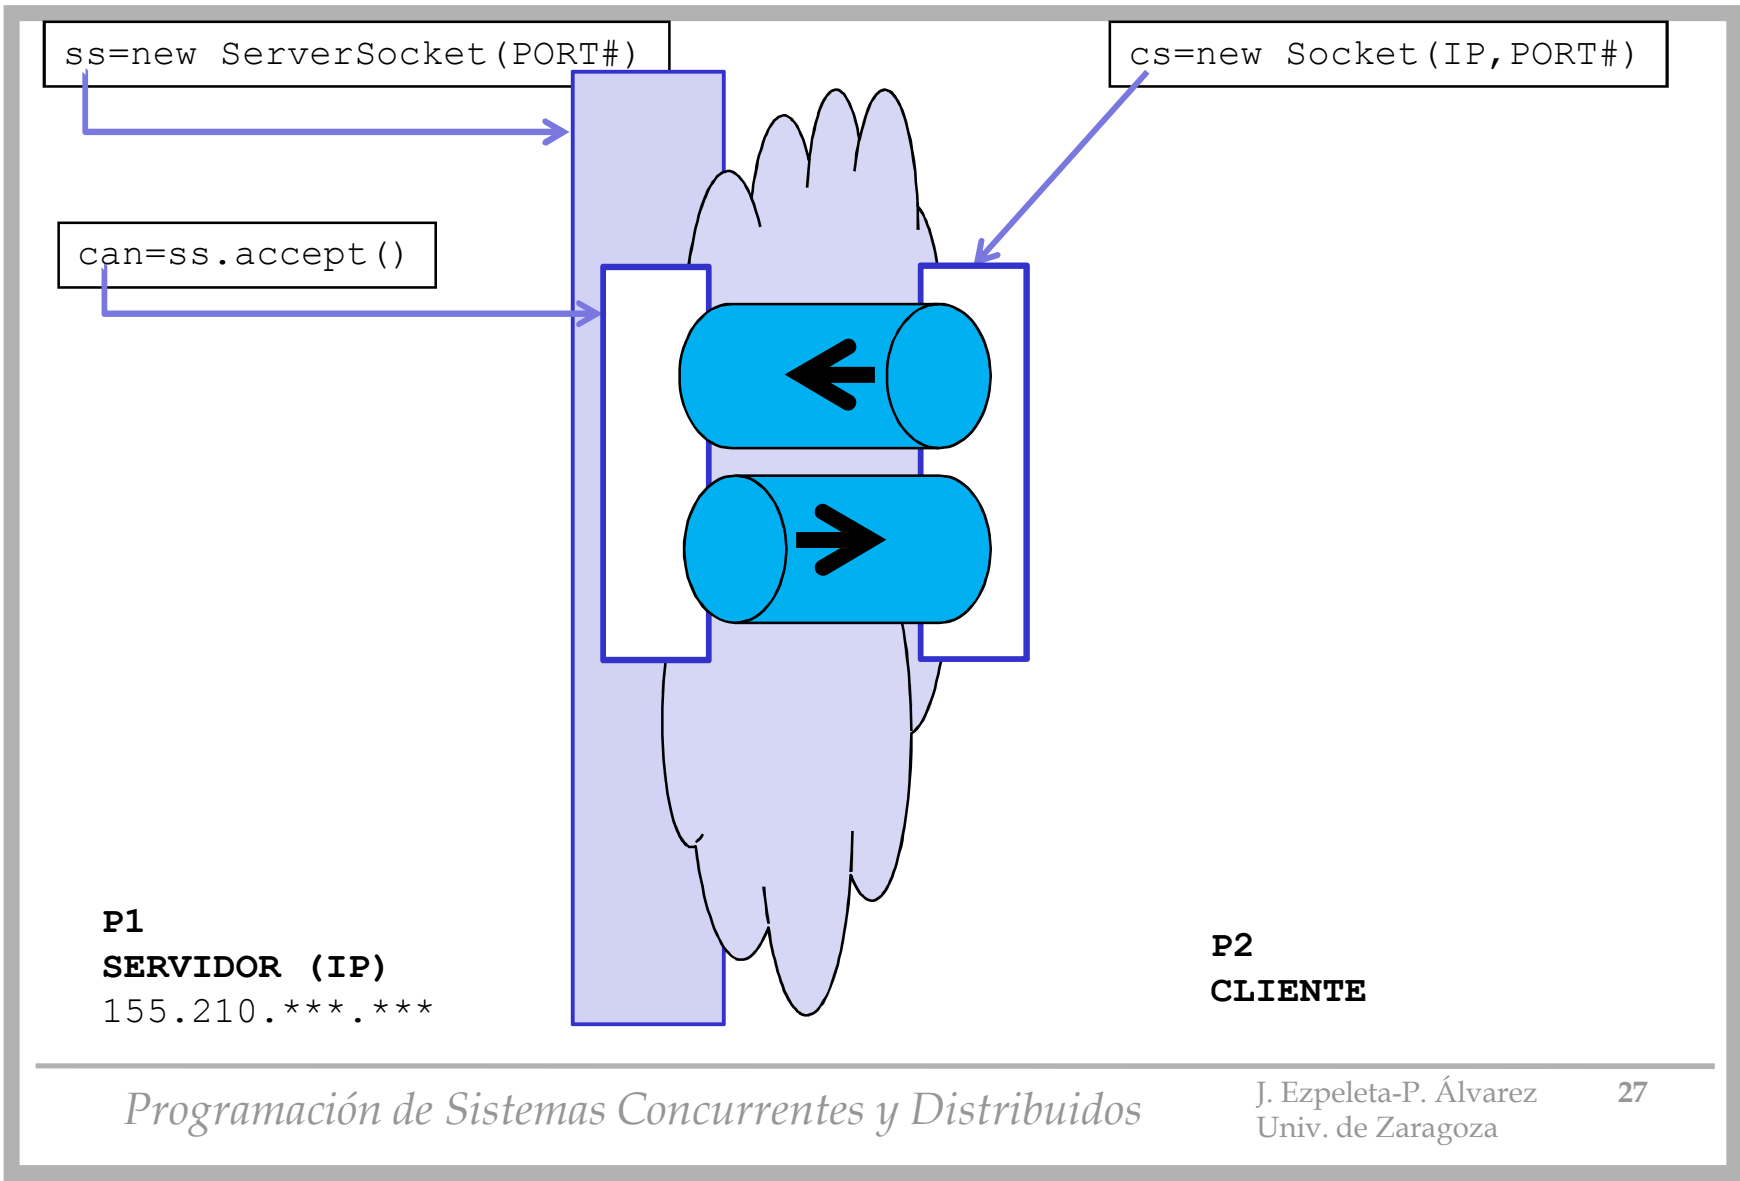 ss=new ServerSocket(PORT#)
cs=new Socket(IP,PORT#)
can=ss.accept()
P1
SERVIDOR (IP)
155.210.***.***
P2
CLIENTE
Programación de Sistemas Concurrentes y Distribuidos
J. Ezpeleta-P. Álvarez
Univ. de Zaragoza
27